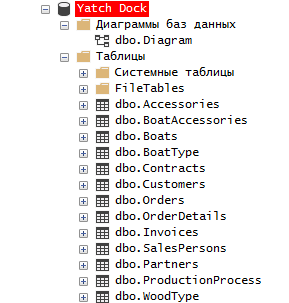 Yatch Dock
Диаграммы баз данных
dbo.Diagram
Таблицы
Системные таблицы
FileTables
dbo.Accessories
dbo.BoatAccessories
dbo.Boats
dbo.BoatType
dbo.Contracts
dbo.Customers
dbo.Orders
dbo.OrderDetails
dbo.Invoices
dbo.SalesPersons
dbo.Partners
dbo.ProductionProcess
dbo.WoodType